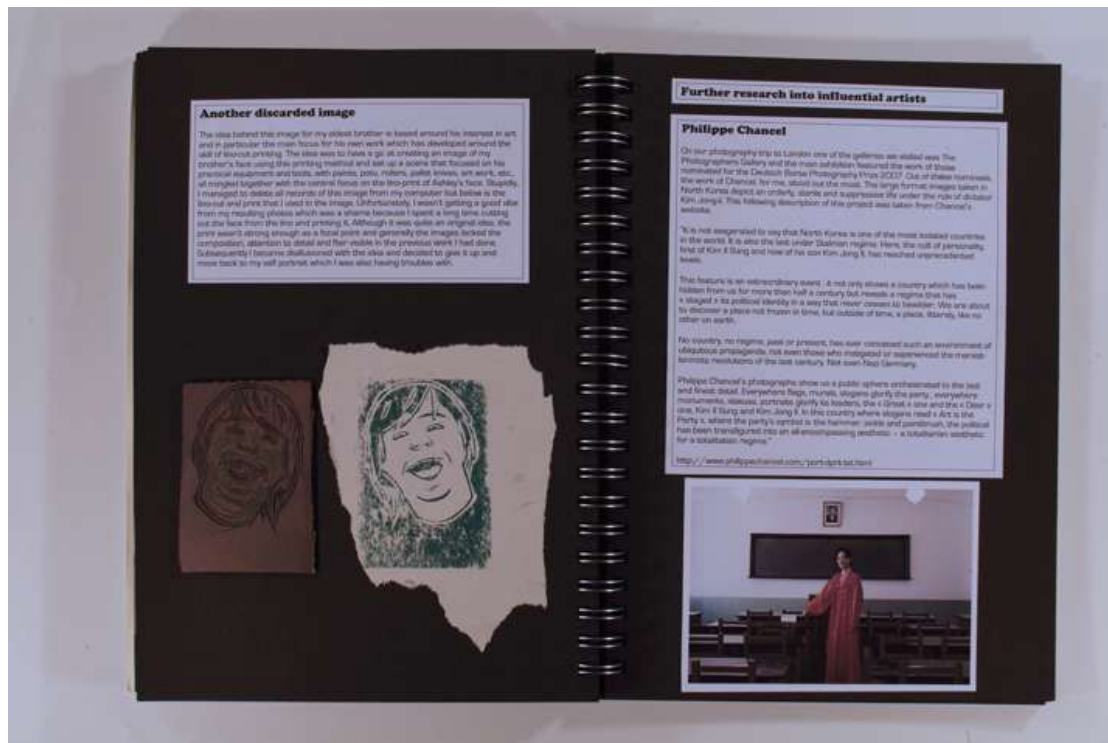 Another discarded image
The idea behind this image for my eldest brother is based around his interest in art
and in particular the main focus for his own work which has developed around the
skill of lino-cut printing. The idea was to have a go at creating an image of my
brother's face using this printing method and set up a scene that focused on his
practical equipment and tools, with paints, pots, rollers, pallet knives, art work, etc.,
all mingled together with the central focus on the lino-print of Ashley's face. Stupidly,
I managed to delete all records of this image from my computer but below is the
lino-cut and print that I used in the image. Unfortunately, I wasn't getting a good vibe
from my resulting photos which was a shame because I spent a long time cutting
out the face from the lino and printing it. Although it was quite an original idea, the
print wasn't strong enough as a focal point and generally the images lacked the
composition, attention to detail and flair visible in the previous work I had done.
Subsequently I became disillusioned with the idea and decided to give it up and
move back to my self portrait which I was also having troubles with.
Further research into influential artists
Philippe Chancel
On our photography trip to London one of the galleries we visited was The
Photographers Gallery and the main exhibition featured the work of those
nominated for the Deutsch Borse Photography Prize 2007. Out of these nominees,
the work of Chancel, for me, stood out the most. The large format images taken in
North Korea depict an orderly, sterile and suppressive life under the rule of dictator
Kim Jong-il. This following description of this project was taken from Chancel's
website.
"It is not exagerated to say that North Korea is one of the most isolated countries
in the world. It is also the last under Stalinian regime. Here, the cult of personality,
first of Kim Il Sung and now of his son Kim Jong Il, has reached unprecedented
levels.
This feature is an extraordinary event : it not only shows a country which has been
hidden from us for more than half a century but reveals a regime that has
« staged » its political identity in a way that never ceases to bewilder. We are about
to discover a place not frozen in time, but outside of time, a place, litterely, like no
other on earth.
No country, no regime, past or present, has ever conceived such an environment of
ubiquitous propaganda, not even those who instigated or experienced the marxist-
leninists revolutions of the last century. Not even Nazi Germany.
Philippe Chancel's photographs show us a public sphere orchestrated to the last
and finest detail. Everywhere flags, murals, slogans glorify the party , everywhere
monuments, statues, portraits glorify its leaders, the « Great » one and the « Dear »
one, Kim Il Sung and Kim Jong Il. In this country where slogans read « Art is the
Party », where the party's symbol is the hammer, sickle and paintbrush, the political
has been transfigured into an all-encompassing aesthetic - a totalitarian aesthetic
for a totalitatian regime."